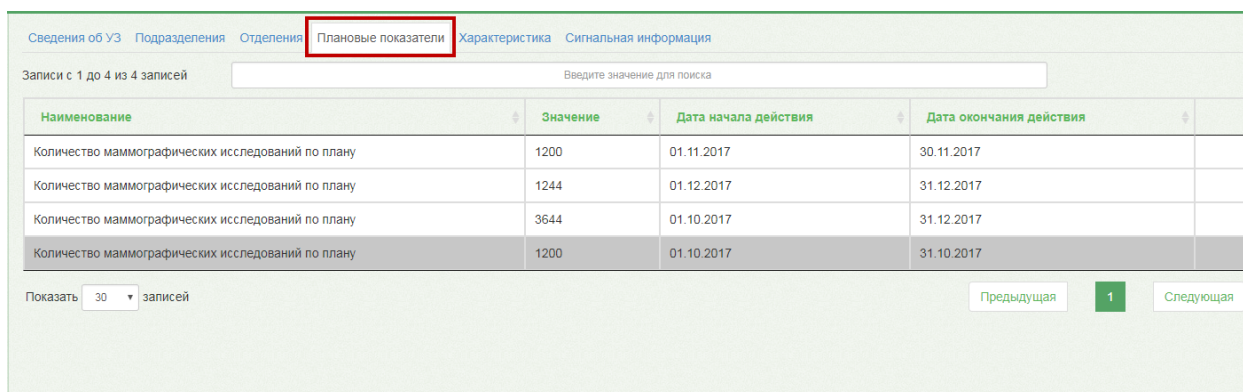 Сведения об УЗ Подразделения Отделения Плановые показатели Характеристика Сигнальная информация
Записи с 1 до 4 из 4 записей Введите значение для поиска
Наименование Значение Дата начала действия Дата окончания действия
Количество маммографических исследований по плану 1200 01.11.2017 30.11.2017
Количество маммографических исследований по плану 1244 01.12.2017 31.12.2017
Количество маммографических исследований по плану 3644 01.10.2017 31.12.2017
Количество маммографических исследований по плану 1200 01.10.2017 31.10.2017
Показать 30 записей Предыдущая 1 Следующая